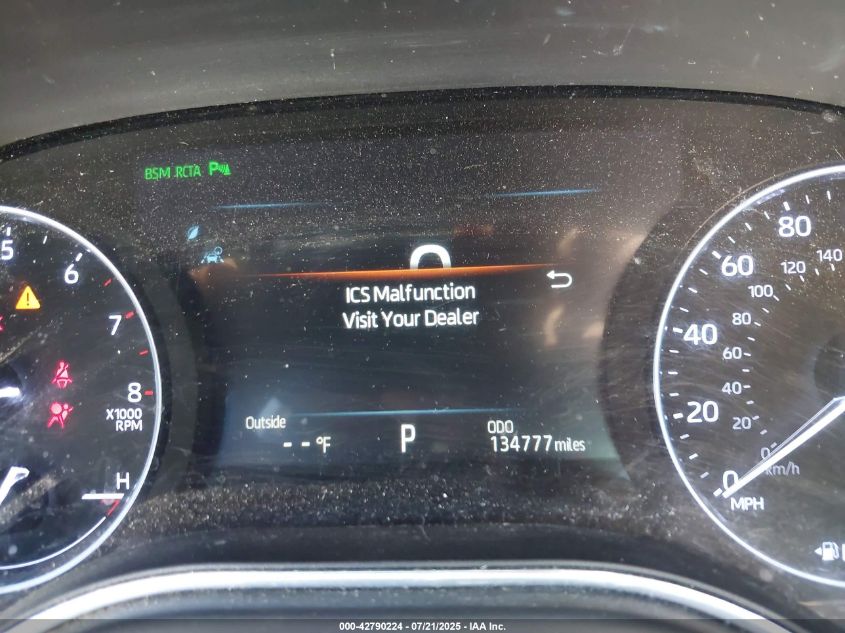 BSM RCTA P
ICS Malfunction
Visit Your Dealer
Outside
-- °F
P
ODO
134777 miles
5
6
7
8
X1000
RPM
H
80
60
40
20
0
MPH
140
120
100
80
60
40
20
0
km/h
000-42790224 - 07/21/2025 - IAA Inc.